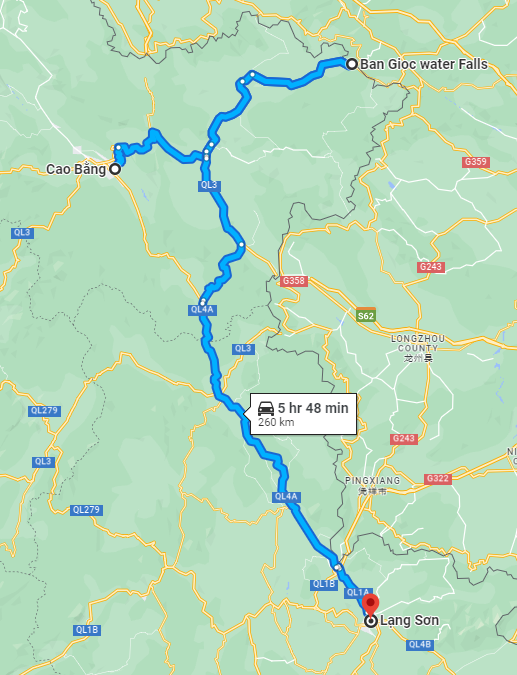 Ban Gioc water Falls
G359
Cao Bằng
QL3
QL3
G243
G358
QL4A
S62
LONGZHOU
COUNTY
龙州县
QL3
5 hr 48 min
260 km
QL279
G243
QL3
G322
PINGXIANG
凭祥市
QL4A
QL279
QL1B
QL1A
Lạng Sơn
QL1B
QL4B